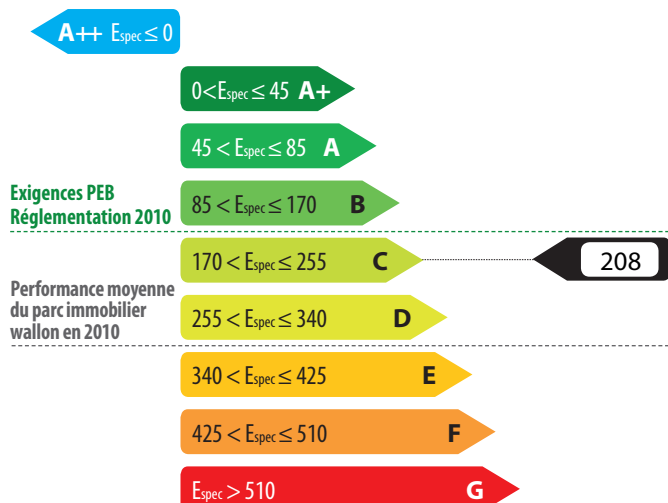 A++ Espec ≤ 0
0<Espec ≤ 45 A+
45 < Espec ≤ 85 A
Exigences PEB
Réglementation 2010
85 < Espec ≤ 170 B
170 < Espec ≤ 255 C
208
Performance moyenne
du parc immobilier
wallon en 2010
255 < Espec ≤ 340 D
340 < Espec ≤ 425 E
425 < Espec ≤ 510 F
Espec > 510 G